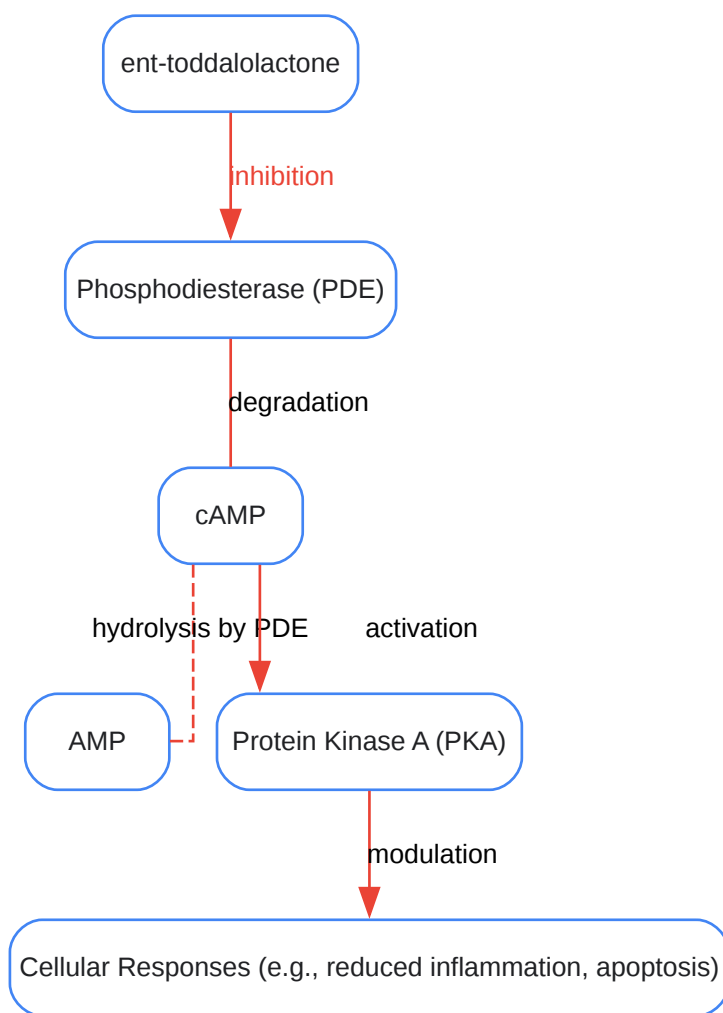 ent-toddalolactone
inhibition
Phosphodiesterase (PDE)
degradation
cAMP
hydrolysis by PDE
activation
AMP
Protein Kinase A (PKA)
modulation
Cellular Responses (e.g., reduced inflammation, apoptosis)